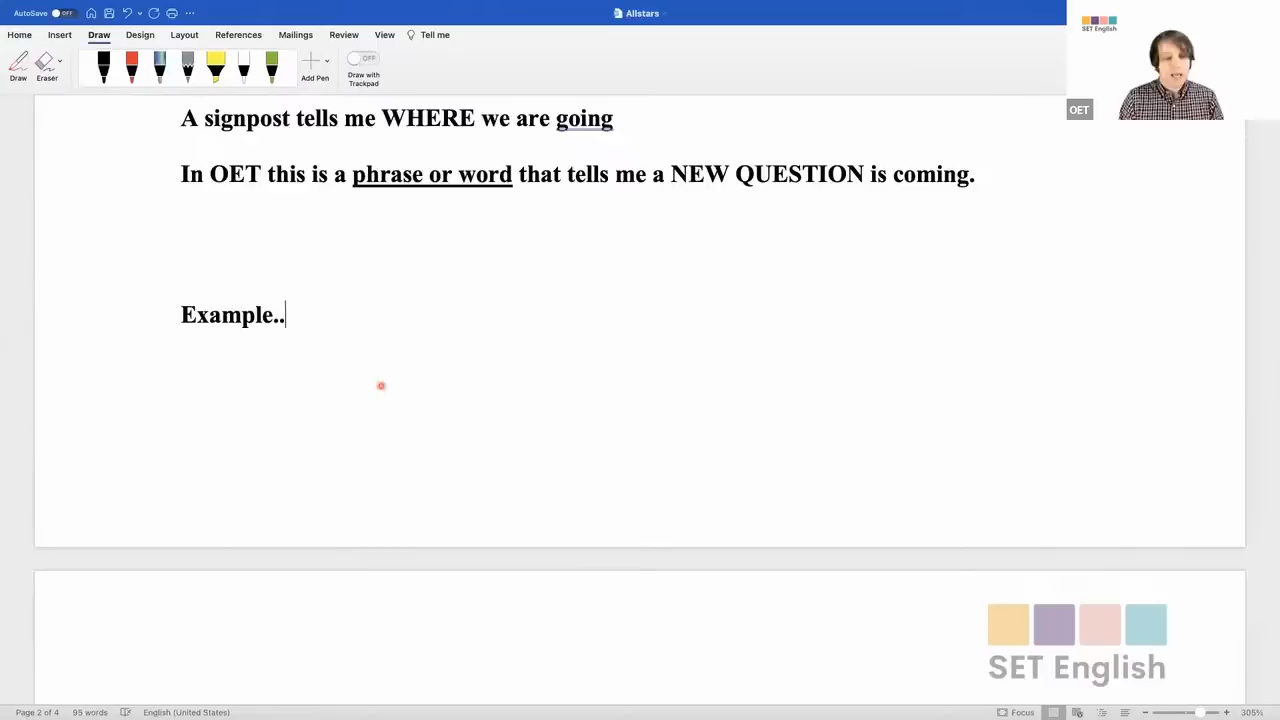 AutoSave OFF
Allstars
Home Insert Draw Design Layout References Mailings Review View Tell me
Draw Eraser Add Pen OFF Draw with Trackpad
SET English
OET
A signpost tells me WHERE we are going
In OET this is a phrase or word that tells me a NEW QUESTION is coming.
Example..
SET English
Page 2 of 4 95 words English (United States) Focus 305%